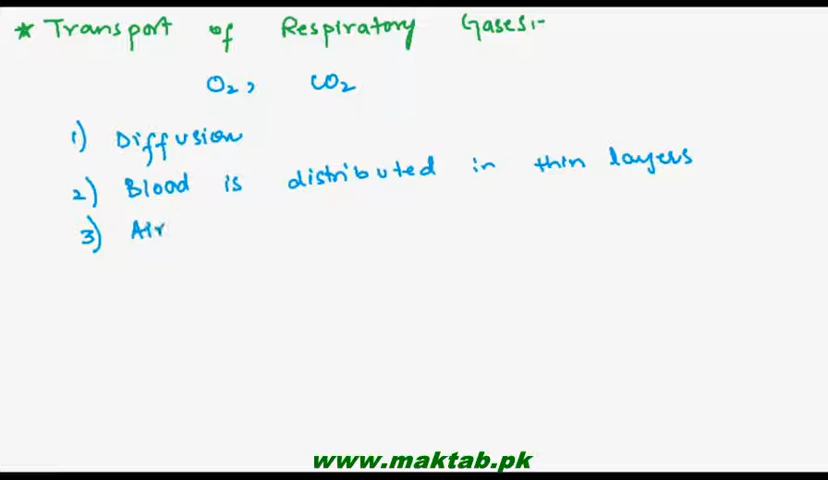 * Transport of Respiratory Gases:-
O2, CO2
1) Diffusion
2) Blood is distributed in thin layers
3) Air
www.maktab.pk